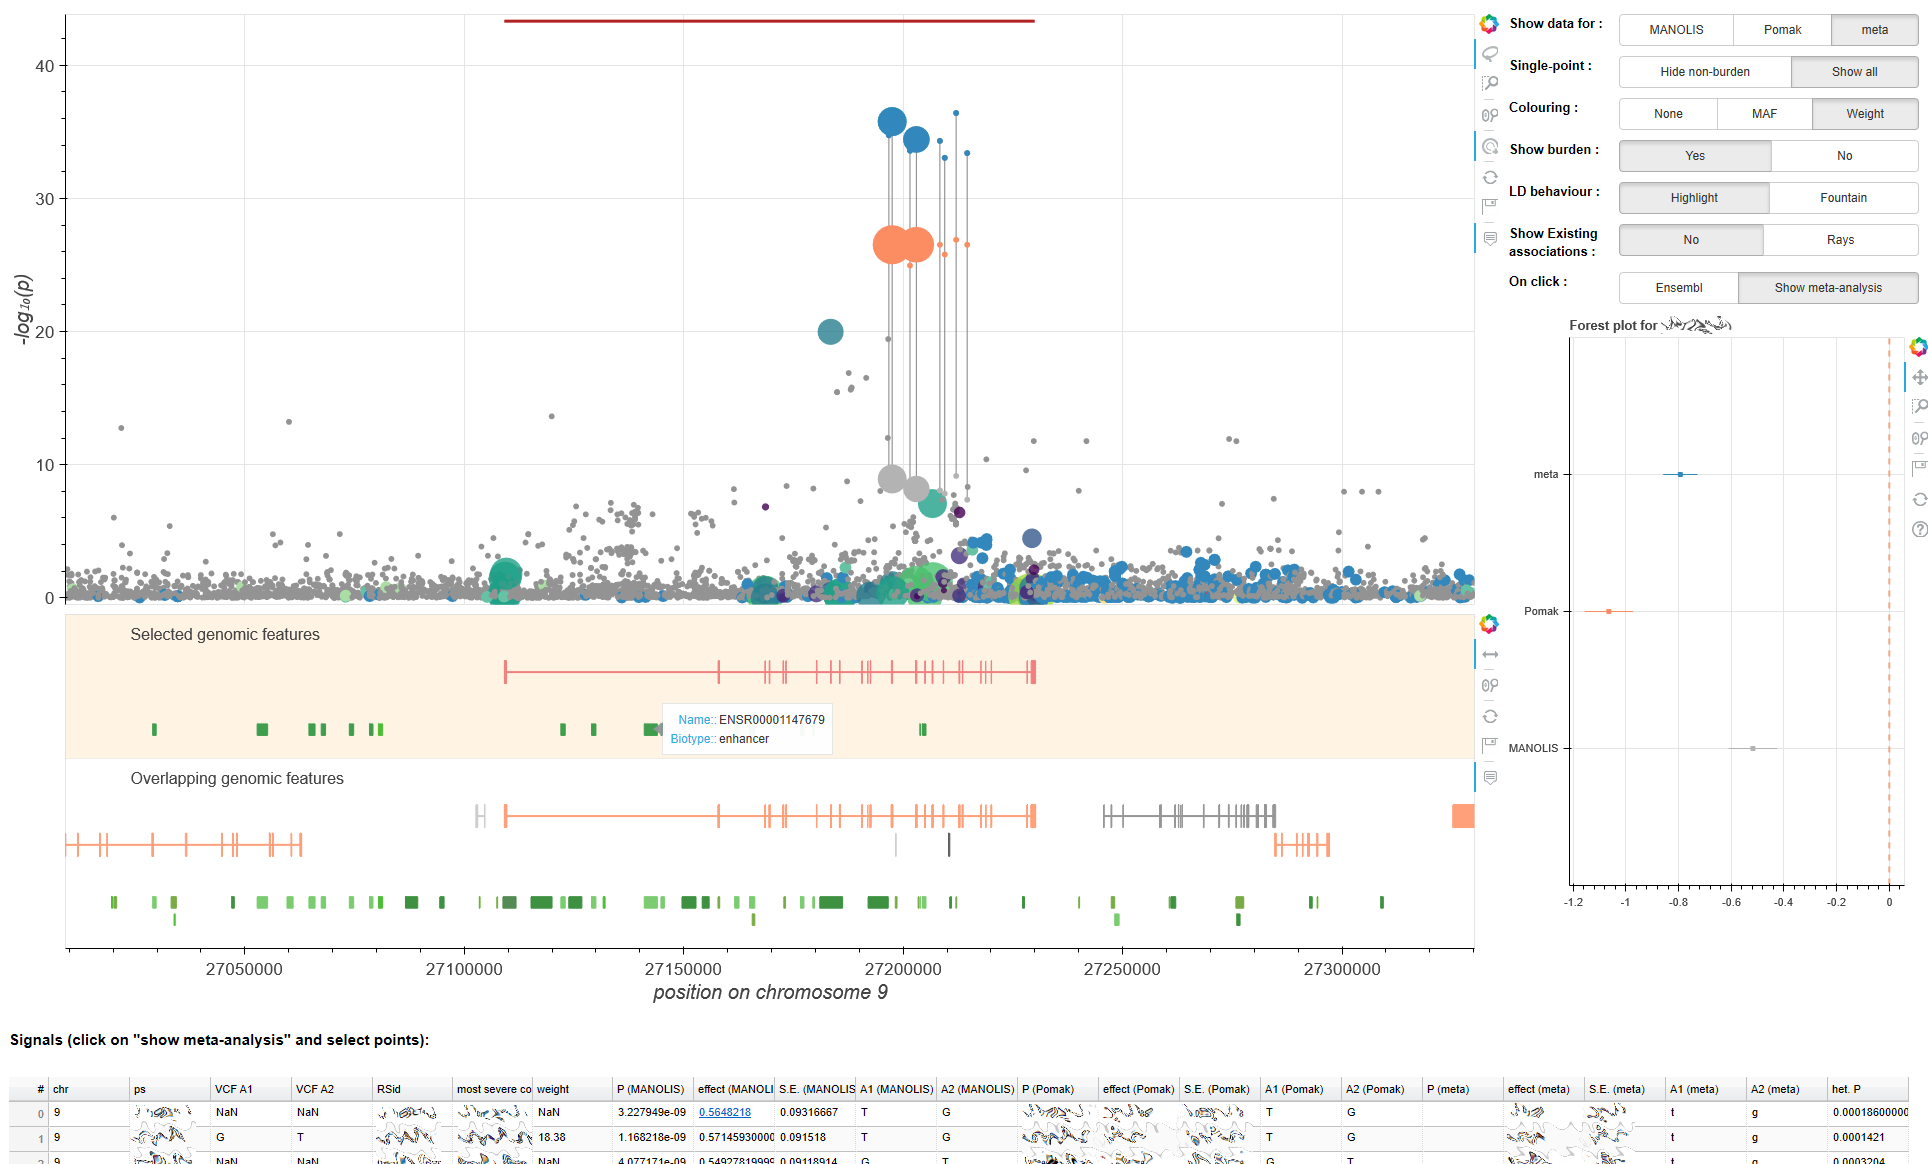 Show data for :
MANOLIS Pomak meta
Single-point :
Hide non-burden Show all
Colouring :
None MAF Weight
Show burden :
Yes No
LD behaviour :
Highlight Fountain
Show Existing associations :
No Rays
On click :
Ensembl Show meta-analysis
40
30
20
10
0
-log10(p)
Forest plot for
meta
Pomak
MANOLIS
-1.2 -1 -0.8 -0.6 -0.4 -0.2 0
Selected genomic features
Name:: ENSR00001147679
Biotype:: enhancer
Overlapping genomic features
27050000 27100000 27150000 27200000 27250000 27300000
position on chromosome 9
Signals (click on "show meta-analysis" and select points):
# chr ps VCF A1 VCF A2 RSid most severe co weight P (MANOLIS) effect (MANOLI S.E. (MANOLIS A1 (MANOLIS) A2 (MANOLIS) P (Pomak) effect (Pomak) S.E. (Pomak) A1 (Pomak) A2 (Pomak) P (meta) effect (meta) S.E. (meta) A1 (meta) A2 (meta) het. P
0 9 NaN NaN NaN 3.227949e-09 0.5648218 0.09316667 T G T G t g 0.00018600000
1 9 G T 18.38 1.168218e-09 0.57145930000 0.091518 T G T G t g 0.0001421
2 9 NaN NaN NaN 4.077171e-09 0.54927819999 0.09118914 G T G T t g 0.0003204